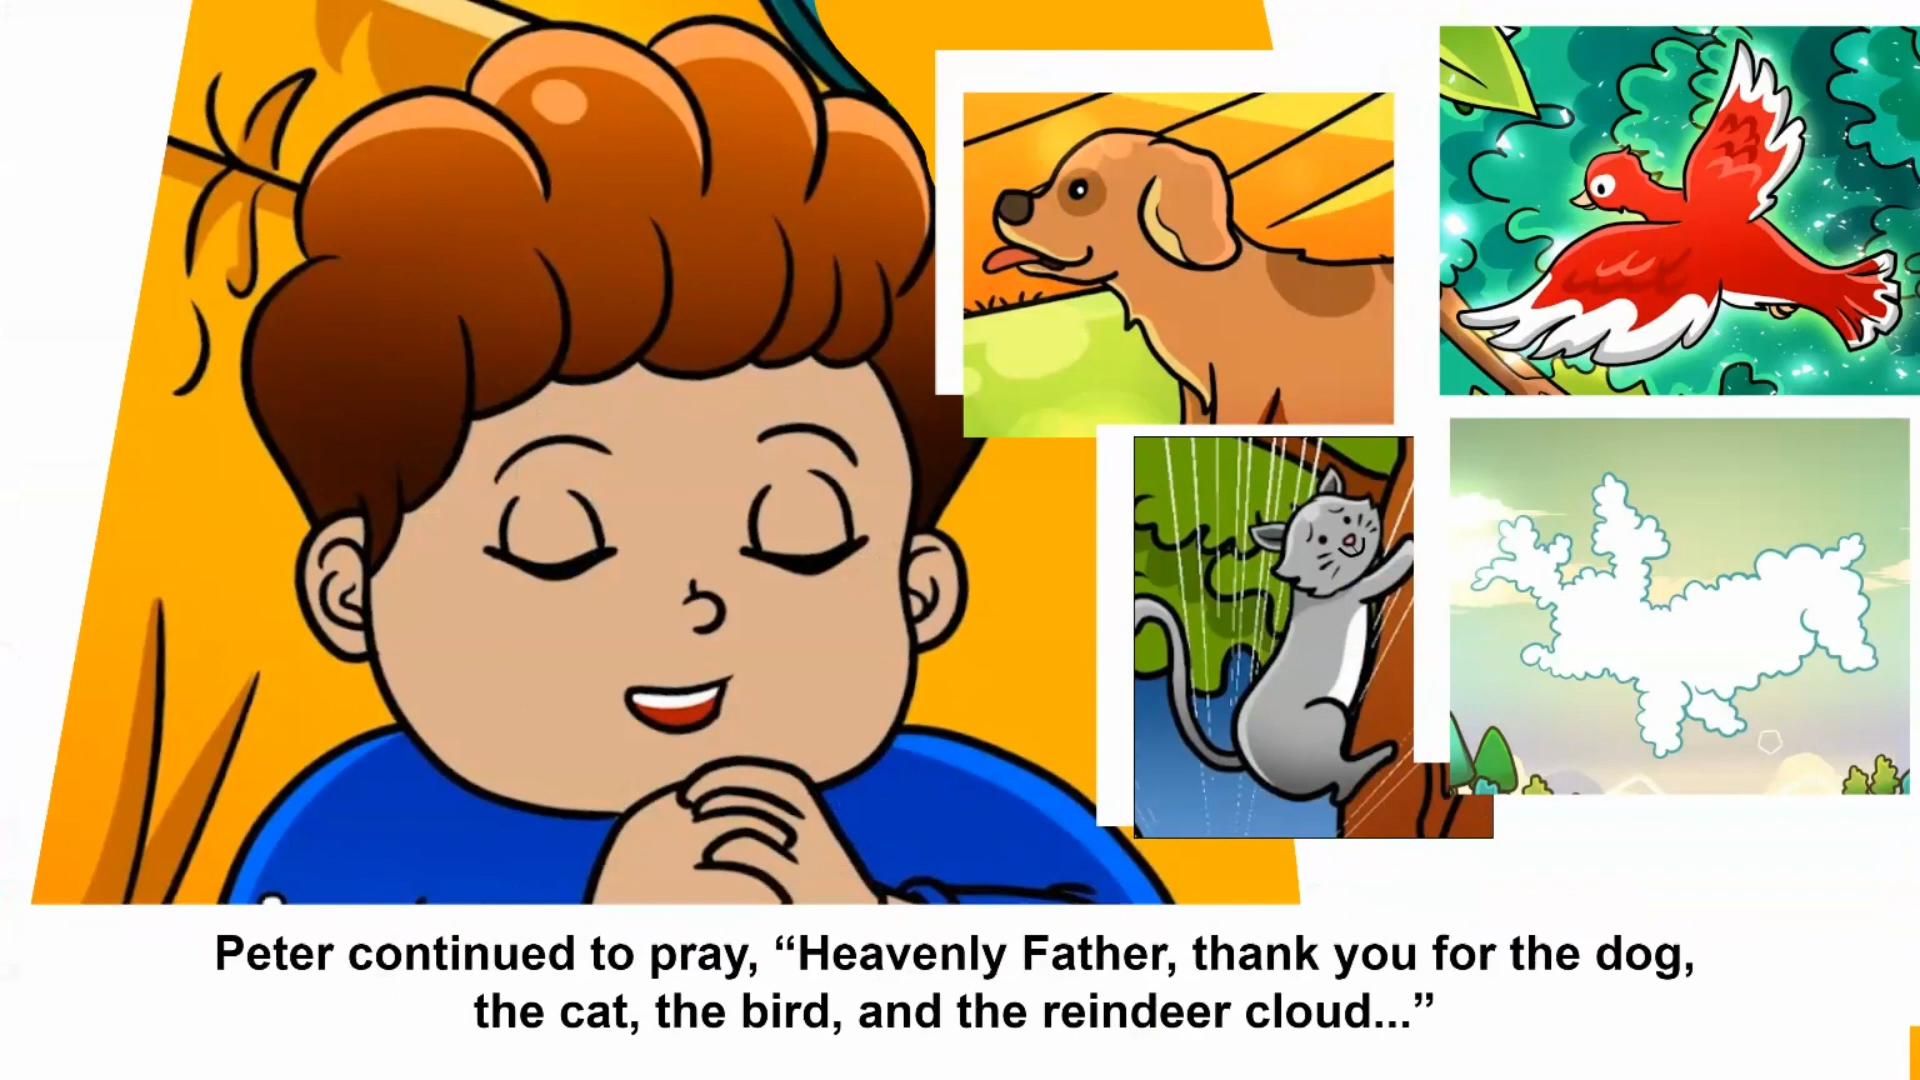 Peter continued to pray, “Heavenly Father, thank you for the dog,
the cat, the bird, and the reindeer cloud...”